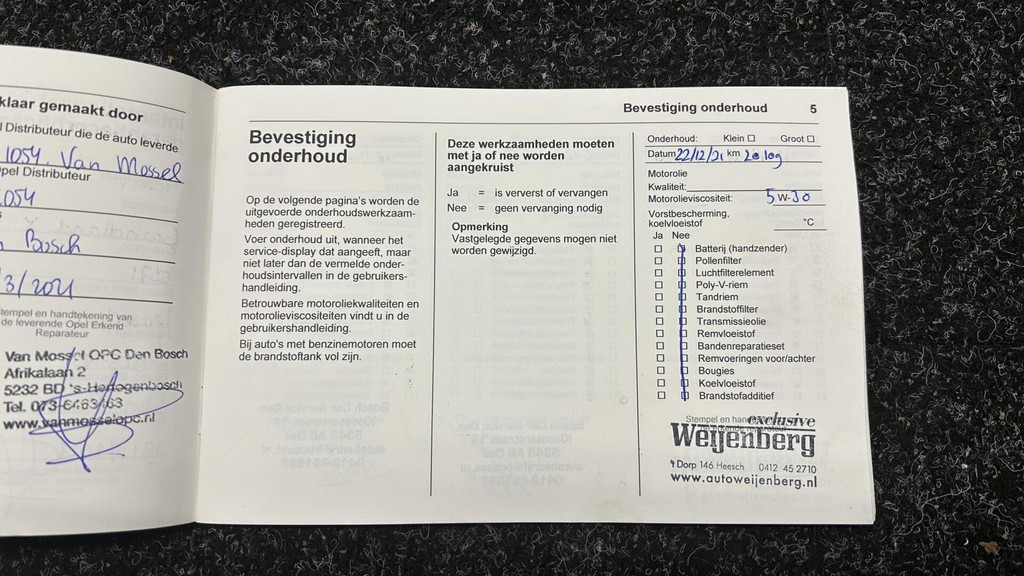 klaar gemaakt door
Distributeur die de auto leverde
1054. Van Mossel
pel Distributeur
054
Bosch
3/2021
tempel en handtekening van
de leverende Opel Erkend
Reparateur
Van Mossel OPC Den Bosch
Afrikalaan 2
5232 BD 's-Hertogenbosch
Tel. 073-6463463
www.vanmosselopc.nl
Bevestiging onderhoud 5
Bevestiging
onderhoud
Op de volgende pagina's worden de
uitgevoerde onderhoudswerkzaam-
heden geregistreerd.
Voer onderhoud uit, wanneer het
service-display dat aangeeft, maar
niet later dan de vermelde onder-
houdsintervallen in de gebruikers-
handleiding.
Betrouwbare motoroliekwaliteiten en
motorolieviscositeiten vindt u in de
gebruikershandleiding.
Bij auto's met benzinemotoren moet
de brandstoftank vol zijn.
Deze werkzaamheden moeten
met ja of nee worden
aangekruist
Ja = is ververst of vervangen
Nee = geen vervanging nodig
Opmerking
Vastgelegde gegevens mogen niet
worden gewijzigd.
Onderhoud: Klein Groot
Datum 22/12/21 km 20.109
Motorolie
Kwaliteit:
Motorolieviscositeit: 5 W-30
Vorstbescherming,
koelvloeistof °C
Ja Nee
Batterij (handzender)
Pollenfilter
Luchtfilterelement
Poly-V-riem
Tandriem
Brandstoffilter
Transmissieolie
Remvloeistof
Bandenreparatieset
Remvoeringen voor/achter
Bougies
Koelvloeistof
Brandstofadditief
Stempel en
exclusive
Weijenberg
't Dorp 146 Heesch 0412 45 2710
www.autoweijenberg.nl